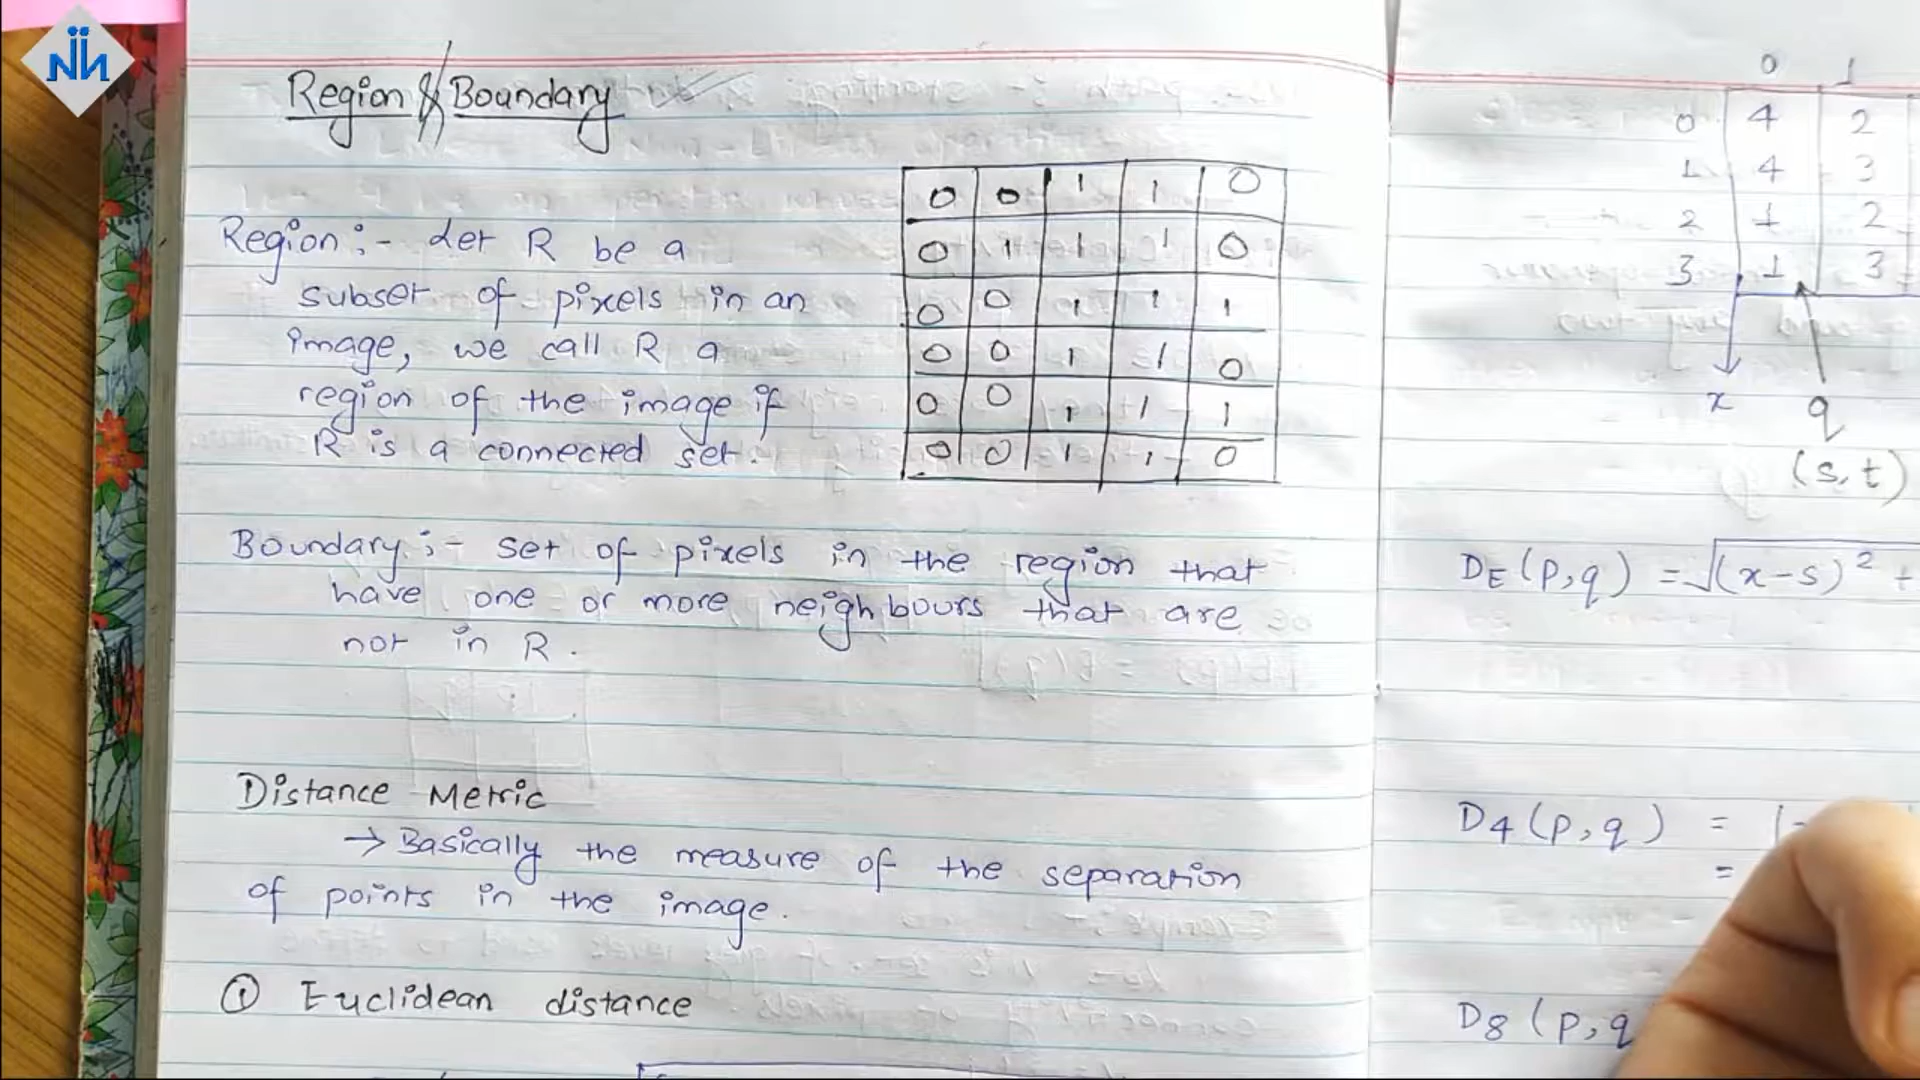 Region & Boundary
Region :- Let R be a
subset of pixels in an
image, we call R a
region of the image if
R is a connected set.
0 0 1 1 0
0 1 1 1 0
0 0 1 1 1
0 0 1 1 0
0 0 1 1 1
0 0 1 1 0
Boundary :- set of pixels in the region that
have one or more neighbours that are
not in R.
Distance Metric
→ Basically the measure of the separation
of points in the image.
① Euclidean distance
0 1
0 4 2
1 4 3
2 1 2
3 1 3
x q
(s,t)
DE (p,q) = √(x-s)² +
D4 (p,q) =
=
D8 (p,q